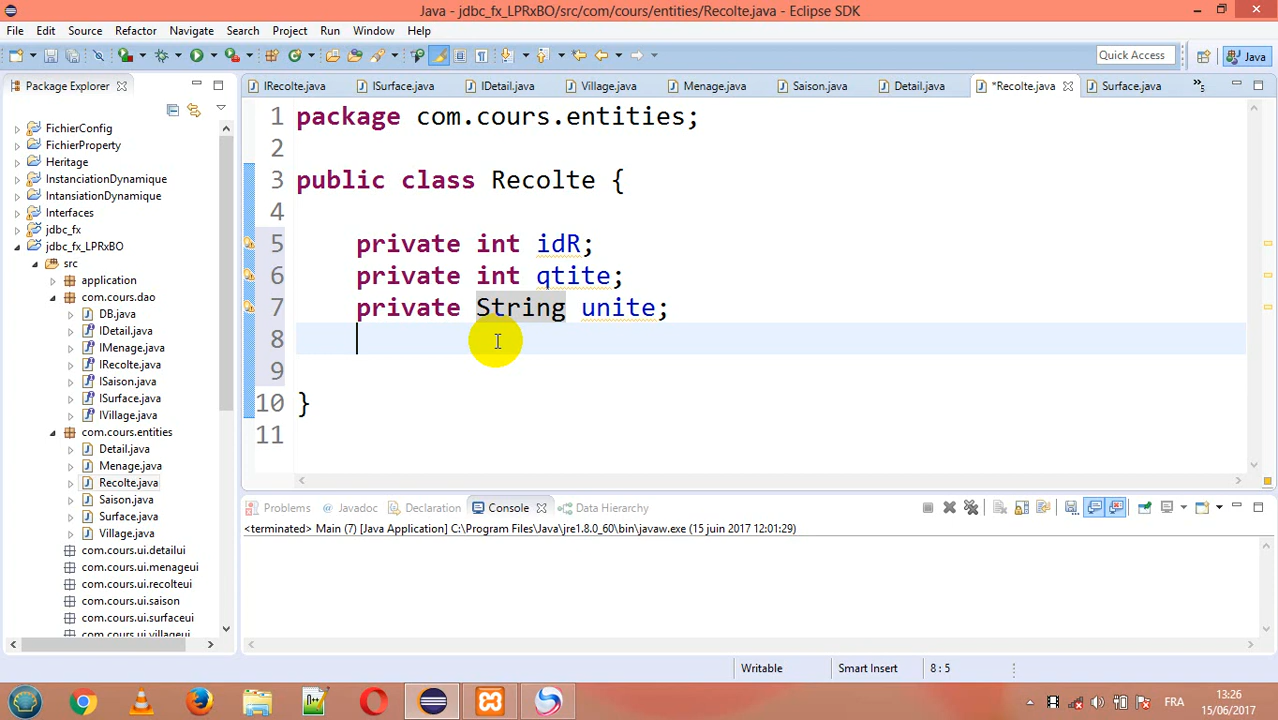 Java - jdbc_fx_LPRxBO/src/com/cours/entities/Recolte.java - Eclipse SDK
File Edit Source Refactor Navigate Search Project Run Window Help
Quick Access
Java
Package Explorer
IRecolte.java ISurface.java IDetail.java Village.java Menage.java Saison.java Detail.java *Recolte.java Surface.java »5
FichierConfig
FichierProperty
Heritage
InstanciationDynamique
IntansiationDynamique
Interfaces
jdbc_fx
jdbc_fx_LPRxBO
src
application
com.cours.dao
DB.java
IDetail.java
IMenage.java
IRecolte.java
ISaison.java
ISurface.java
IVillage.java
com.cours.entities
Detail.java
Menage.java
Recolte.java
Saison.java
Surface.java
Village.java
com.cours.ui.detailui
com.cours.ui.menageui
com.cours.ui.recolteui
com.cours.ui.saison
com.cours.ui.surfaceui
com.cours.ui.villageui
1 package com.cours.entities;
2
3 public class Recolte {
4
5 private int idR;
6 private int qtite;
7 private String unite;
8
9
10 }
11
Problems Javadoc Declaration Console Data Hierarchy
<terminated> Main (7) [Java Application] C:\Program Files\Java\jre1.8.0_60\bin\javaw.exe (15 juin 2017 12:01:29)
Writable Smart Insert 8 : 5
FRA
13:26
15/06/2017